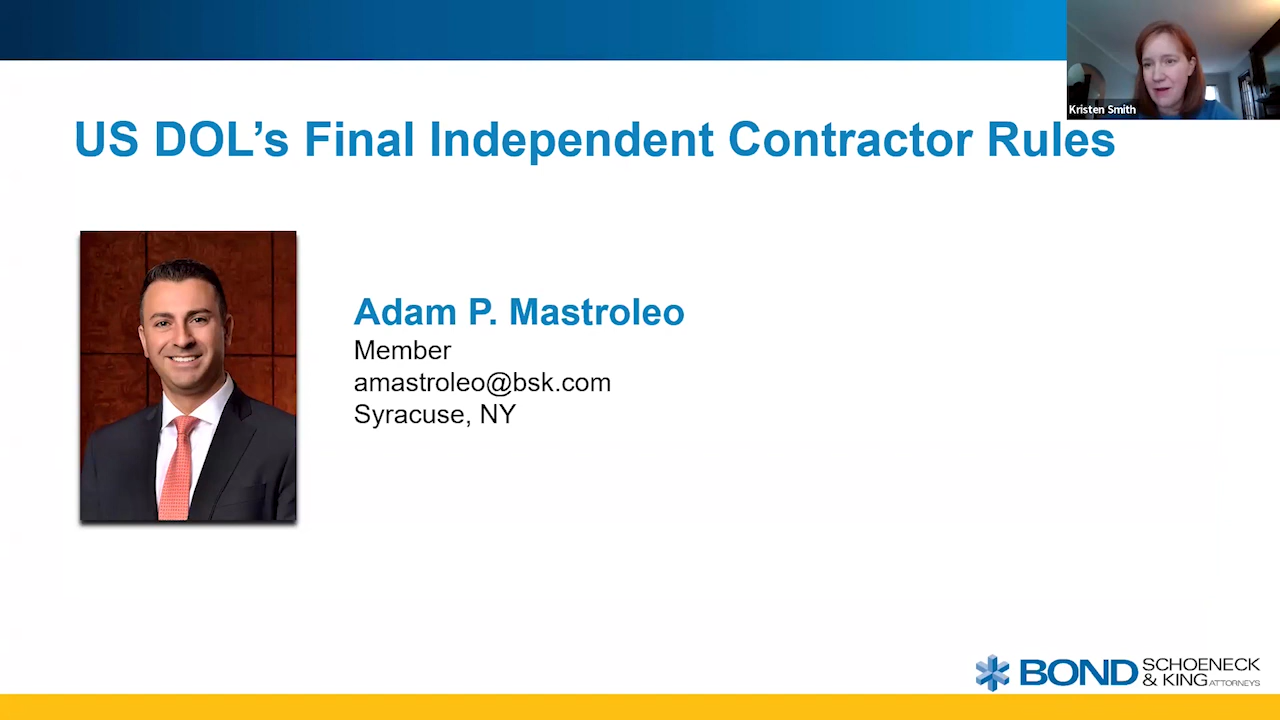 Kristen Smith
US DOL’s Final Independent Contractor Rules
Adam P. Mastroleo
Member
amastroleo@bsk.com
Syracuse, NY
BOND SCHOENECK
& KING ATTORNEYS